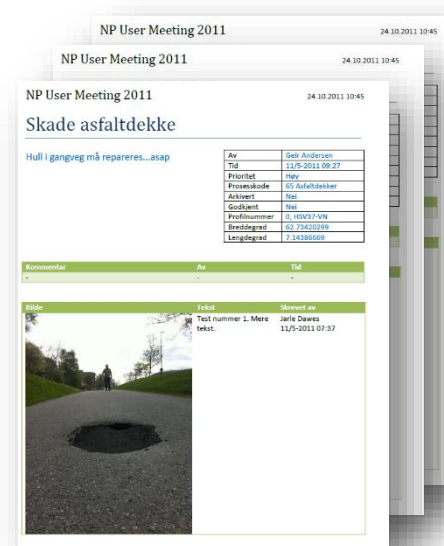 NP User Meeting 2011 24.10.2011 10:45
NP User Meeting 2011 24.10.2011 10:45
NP User Meeting 2011 24.10.2011 10:45
Skade asfaltdekke
Hull i gangveg må repareres...asap
Av Geir Andersen
Tid 11/5-2011 09:27
Prioritet Høy
Prosesskode 65 Asfaltdekker
Arkivert Nei
Godkjent Nei
Profilnummer 0, HSV37-VN
Breddegrad 62.73420299
Lengdegrad 7.14386669
Kommentar Av Tid
- - -
Bilde Tekst Skrevet av
Test nummer 1. Mere Jarle Dawes
tekst. 11/5-2011 07:37